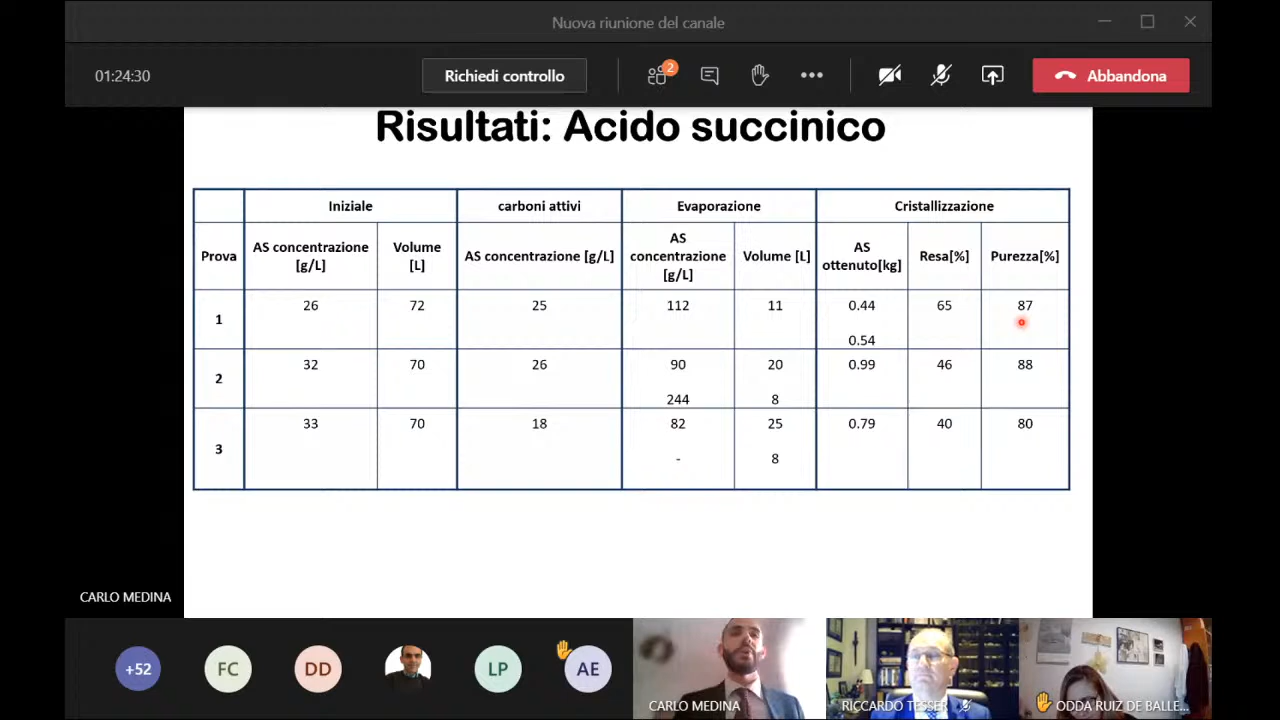 Nuova riunione del canale
01:24:30
Richiedi controllo
2
Abbandona
Risultati: Acido succinico
Iniziale carboni attivi Evaporazione Cristallizzazione
Prova AS concentrazione [g/L] Volume [L] AS concentrazione [g/L] AS concentrazione [g/L] Volume [L] AS ottenuto[kg] Resa[%] Purezza[%]
1 26 72 25 112 11 0.44 65 87
0.54
2 32 70 26 90 20 0.99 46 88
244 8
3 33 70 18 82 25 0.79 40 80
- 8
CARLO MEDINA
+52 FC DD LP AE
CARLO MEDINA
RICCARDO TESSER
ODDA RUIZ DE BALLE...